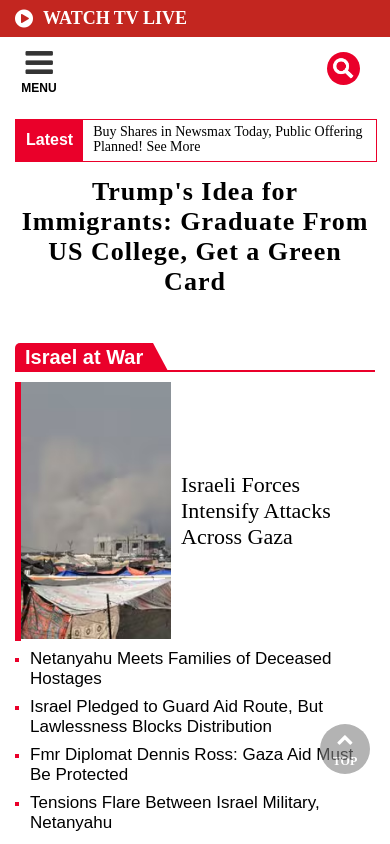 WATCH TV LIVE
MENU
Latest
Buy Shares in Newsmax Today, Public Offering
Planned! See More
Trump's Idea for
Immigrants: Graduate From
US College, Get a Green
Card
Israel at War
Israeli Forces
Intensify Attacks
Across Gaza
Netanyahu Meets Families of Deceased
Hostages
Israel Pledged to Guard Aid Route, But
Lawlessness Blocks Distribution
Fmr Diplomat Dennis Ross: Gaza Aid Must
Be Protected
TOP
Tensions Flare Between Israel Military,
Netanyahu